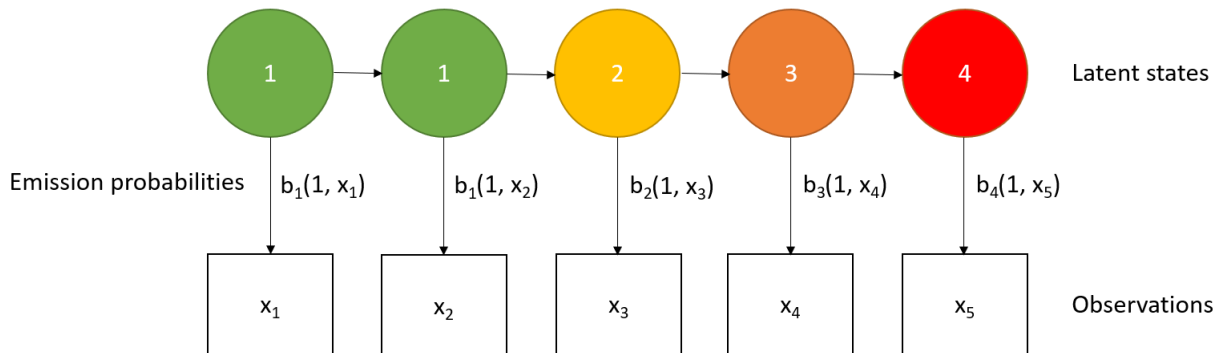 1 1 2 3 4 Latent states
Emission probabilities b₁(1, x₁) b₁(1, x₂) b₂(1, x₃) b₃(1, x₄) b₄(1, x₅)
x₁ x₂ x₃ x₄ x₅ Observations